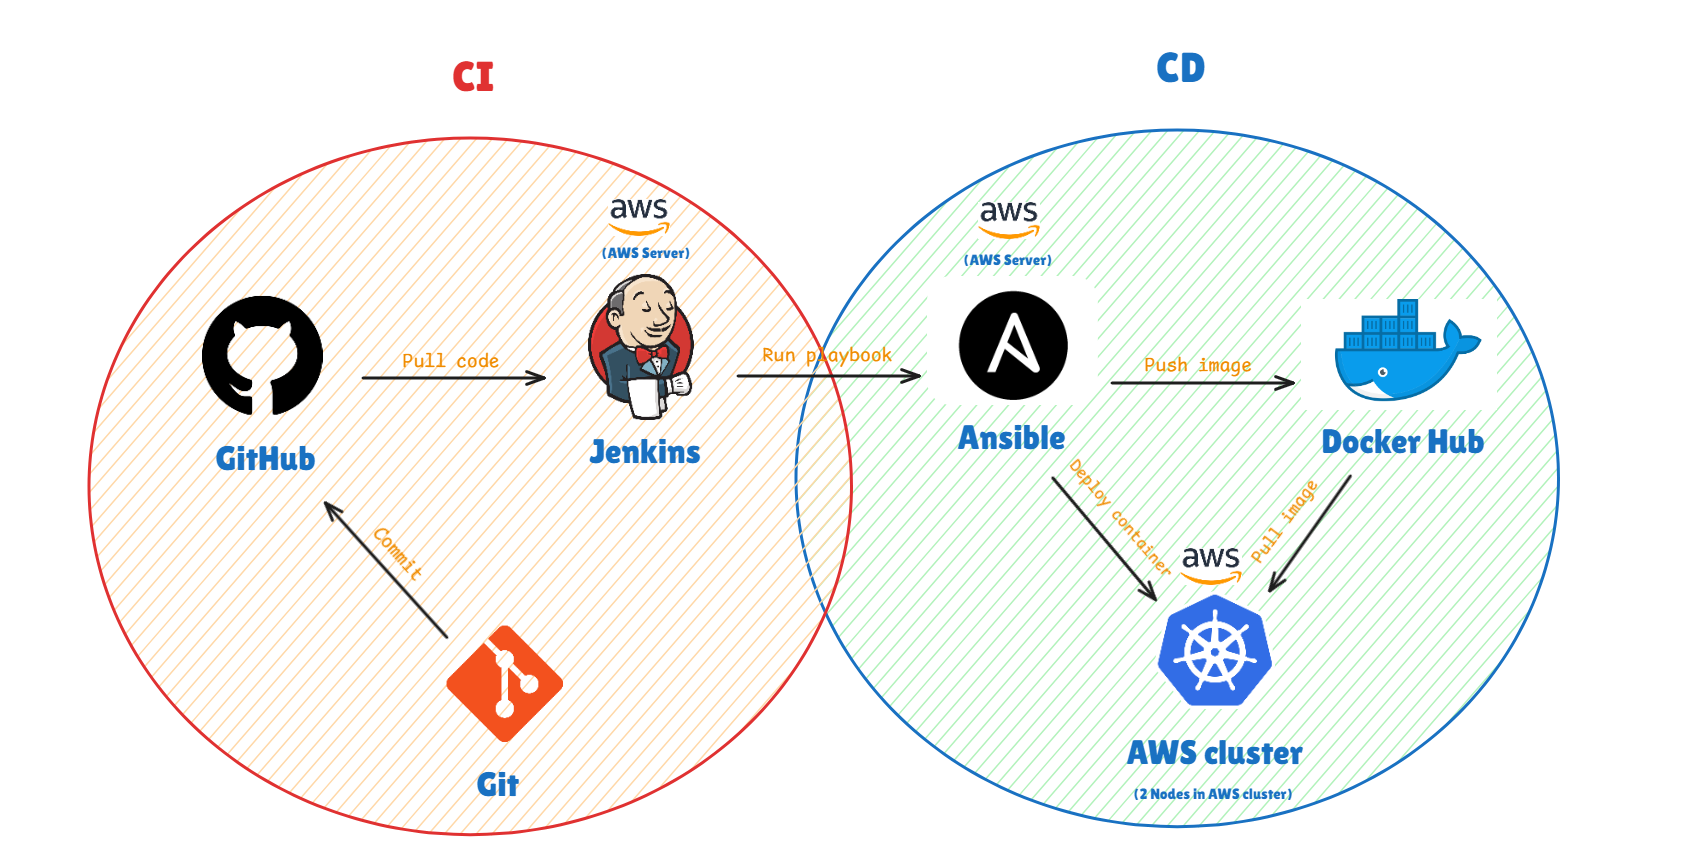 CI
CD
aws
(AWS Server)
aws
(AWS Server)
Pull code
Run playbook
Push image
GitHub
Jenkins
Ansible
Docker Hub
Commit
Deploy container
Pull image
aws
Git
AWS cluster
(2 Nodes in AWS cluster)